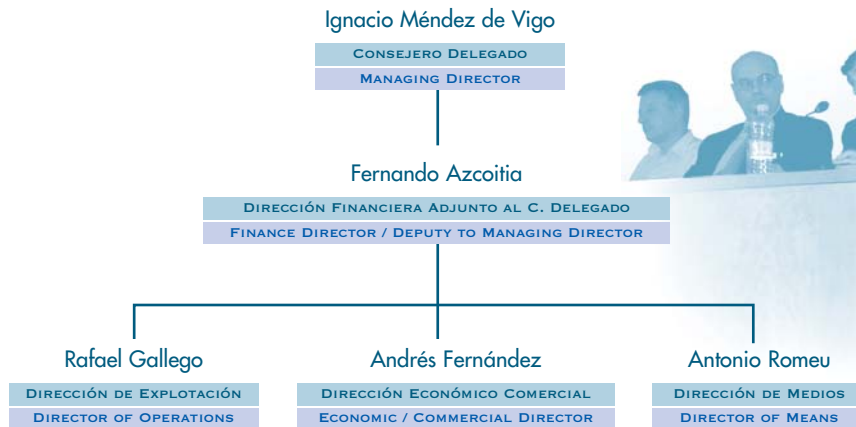 Ignacio Méndez de Vigo
Consejero Delegado
Managing Director
Fernando Azcoitia
Dirección Financiera Adjunto al C. Delegado
Finance Director / Deputy to Managing Director
Rafael Gallego
Dirección de Explotación
Director of Operations
Andrés Fernández
Dirección Económico Comercial
Economic / Commercial Director
Antonio Romeu
Dirección de Medios
Director of Means